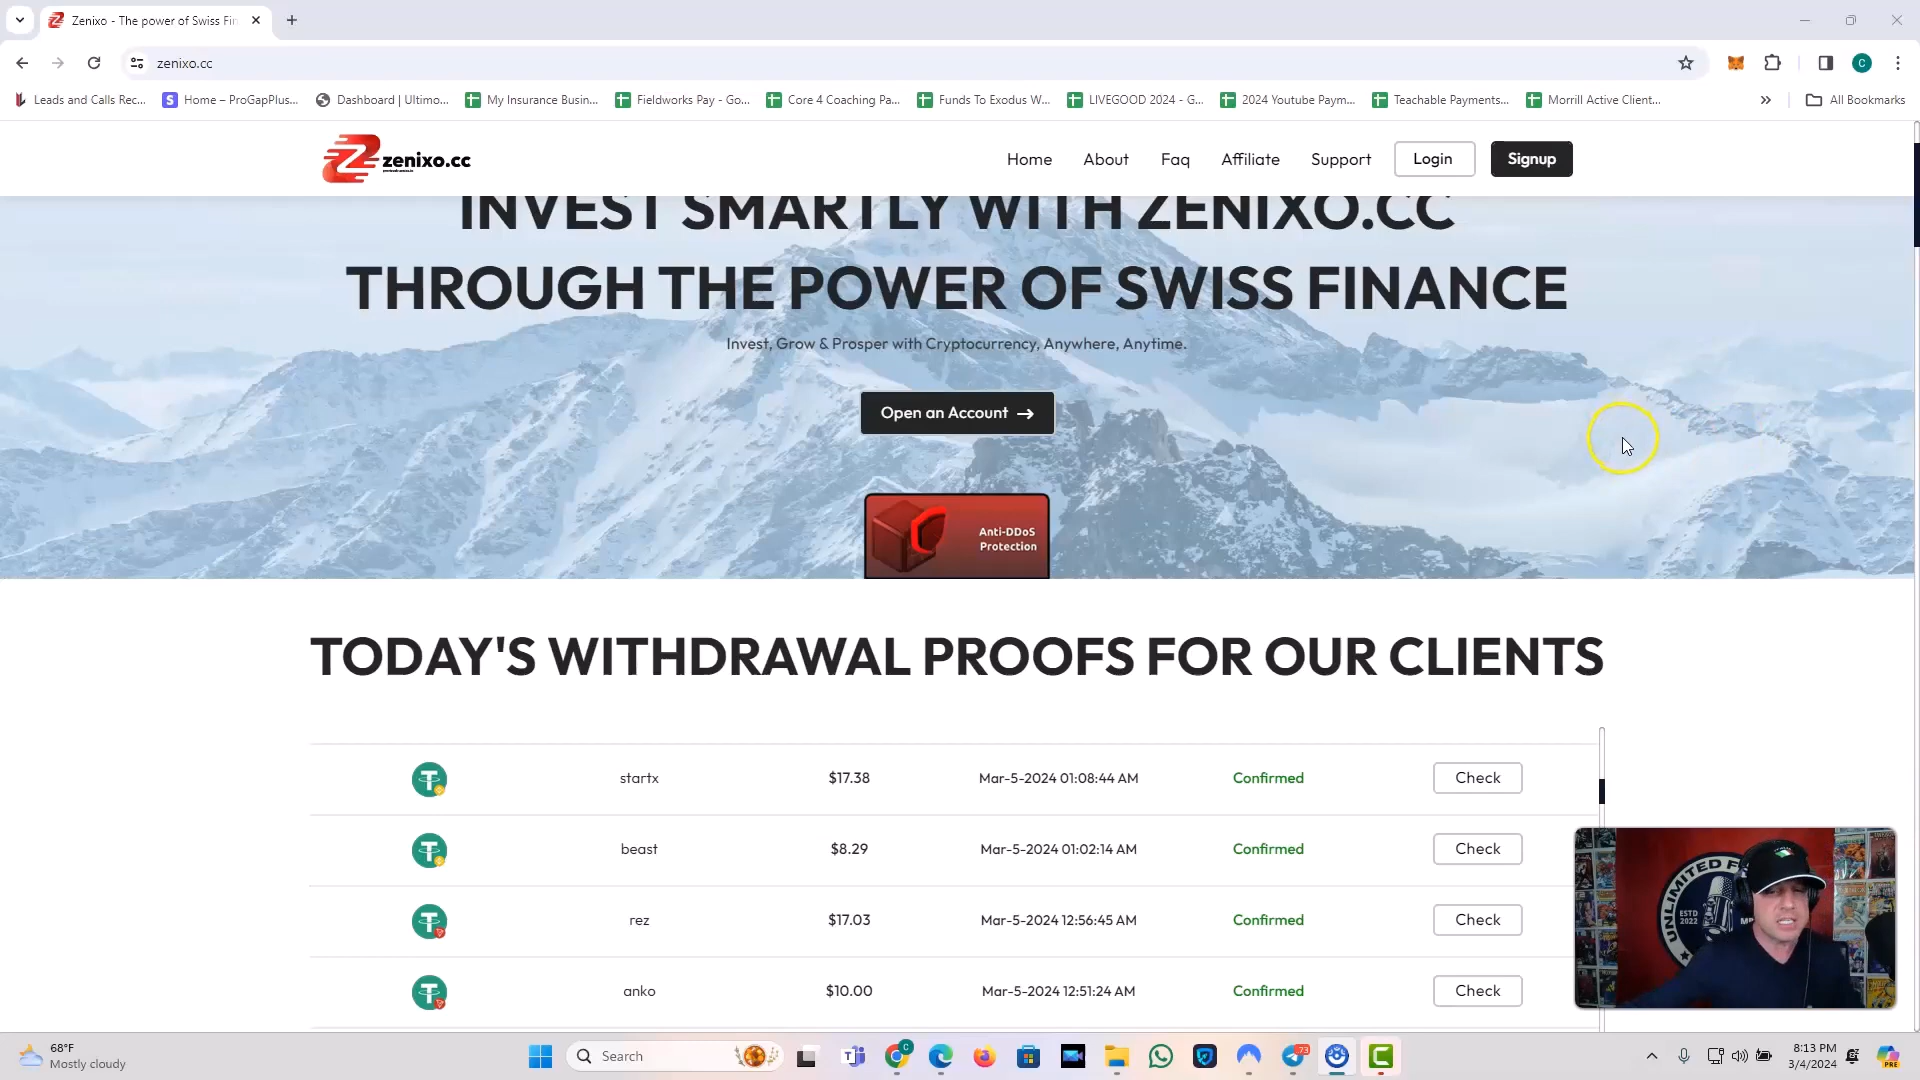 Zenixo - The power of Swiss Fin
zenixo.cc
Leads and Calls Rec...
Home – ProGapPlus...
Dashboard | Ultimo...
My Insurance Busin...
Fieldworks Pay - Go...
Core 4 Coaching Pa...
Funds To Exodus W...
LIVEGOOD 2024 - G...
2024 Youtube Paym...
Teachable Payments...
Morrill Active Client...
All Bookmarks
zenixo.cc
Home
About
Faq
Affiliate
Support
Login
Signup
INVEST SMARTLY WITH ZENIXO.CC
THROUGH THE POWER OF SWISS FINANCE
Invest, Grow & Prosper with Cryptocurrency, Anywhere, Anytime.
Open an Account →
Anti-DDoS
Protection
TODAY'S WITHDRAWAL PROOFS FOR OUR CLIENTS
startx $17.38 Mar-5-2024 01:08:44 AM Confirmed Check
beast $8.29 Mar-5-2024 01:02:14 AM Confirmed Check
rez $17.03 Mar-5-2024 12:56:45 AM Confirmed Check
anko $10.00 Mar-5-2024 12:51:24 AM Confirmed Check
UNLIMITED F
ESTD
2022
68°F
Mostly cloudy
Search
73
8:13 PM
3/4/2024
PRE